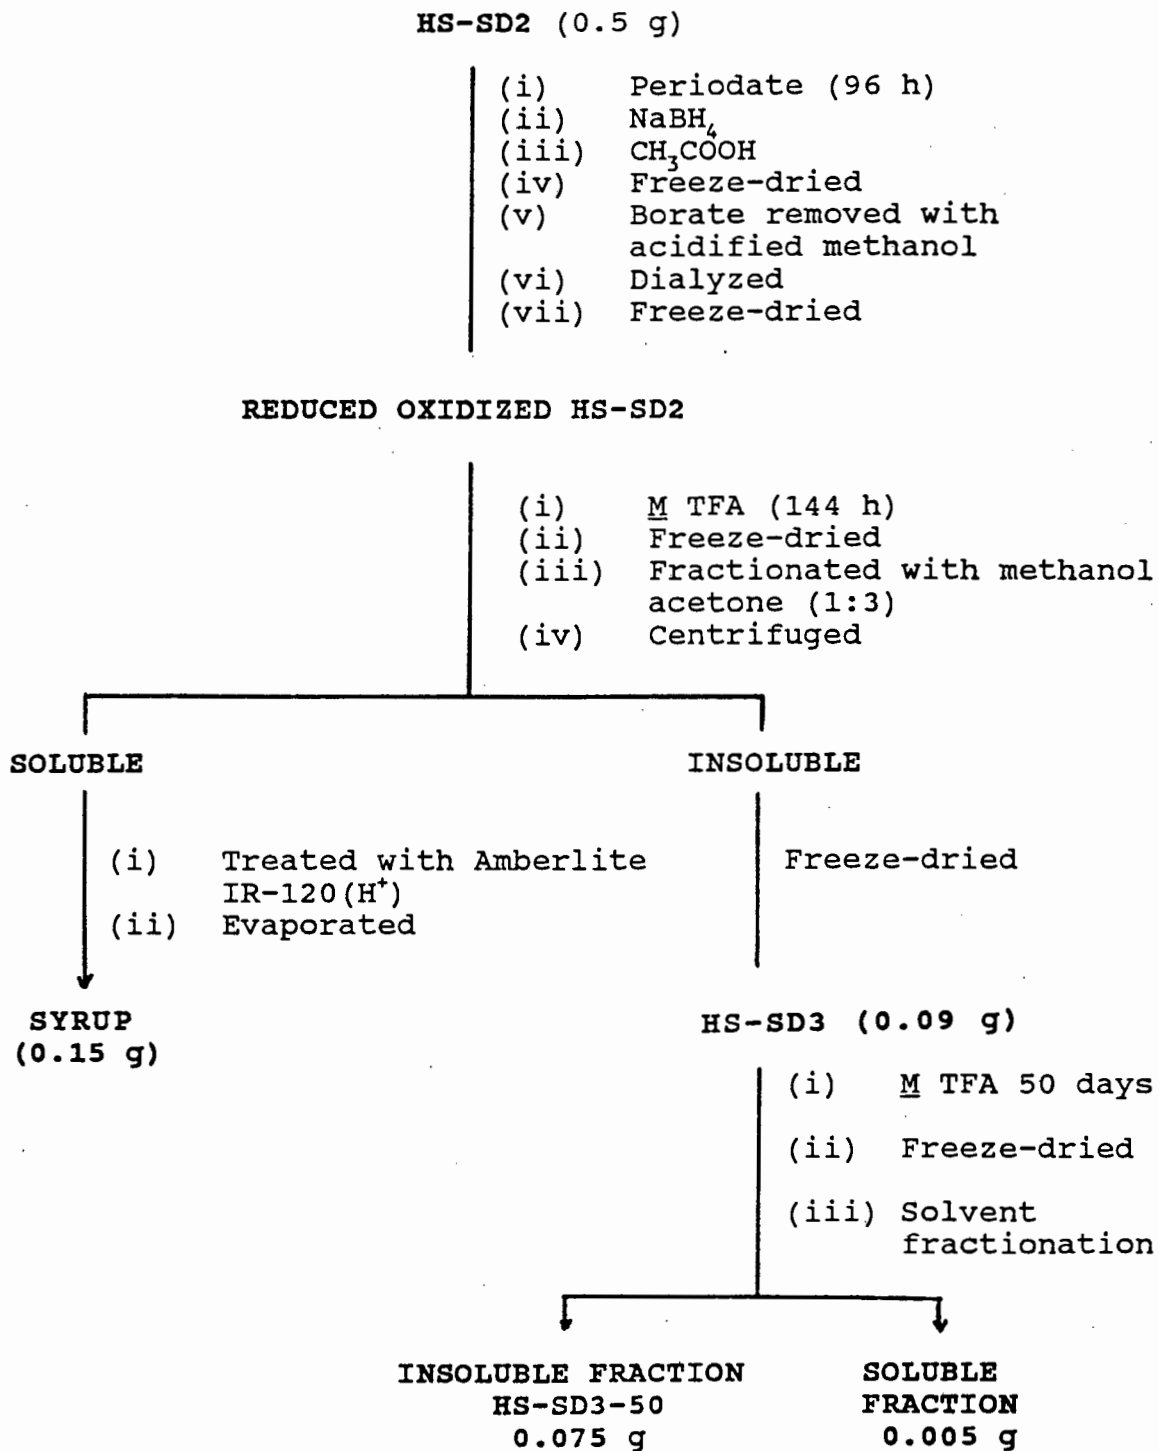 HS-SD2 (0.5 g)
(i) Periodate (96 h)
(ii) NaBH₄
(iii) CH₃COOH
(iv) Freeze-dried
(v) Borate removed with
acidified methanol
(vi) Dialyzed
(vii) Freeze-dried
REDUCED OXIDIZED HS-SD2
(i) M TFA (144 h)
(ii) Freeze-dried
(iii) Fractionated with methanol
acetone (1:3)
(iv) Centrifuged
SOLUBLE
(i) Treated with Amberlite
IR-120(H⁺)
(ii) Evaporated
SYRUP
(0.15 g)
INSOLUBLE
Freeze-dried
HS-SD3 (0.09 g)
(i) M TFA 50 days
(ii) Freeze-dried
(iii) Solvent
fractionation
INSOLUBLE FRACTION
HS-SD3-50
0.075 g
SOLUBLE
FRACTION
0.005 g